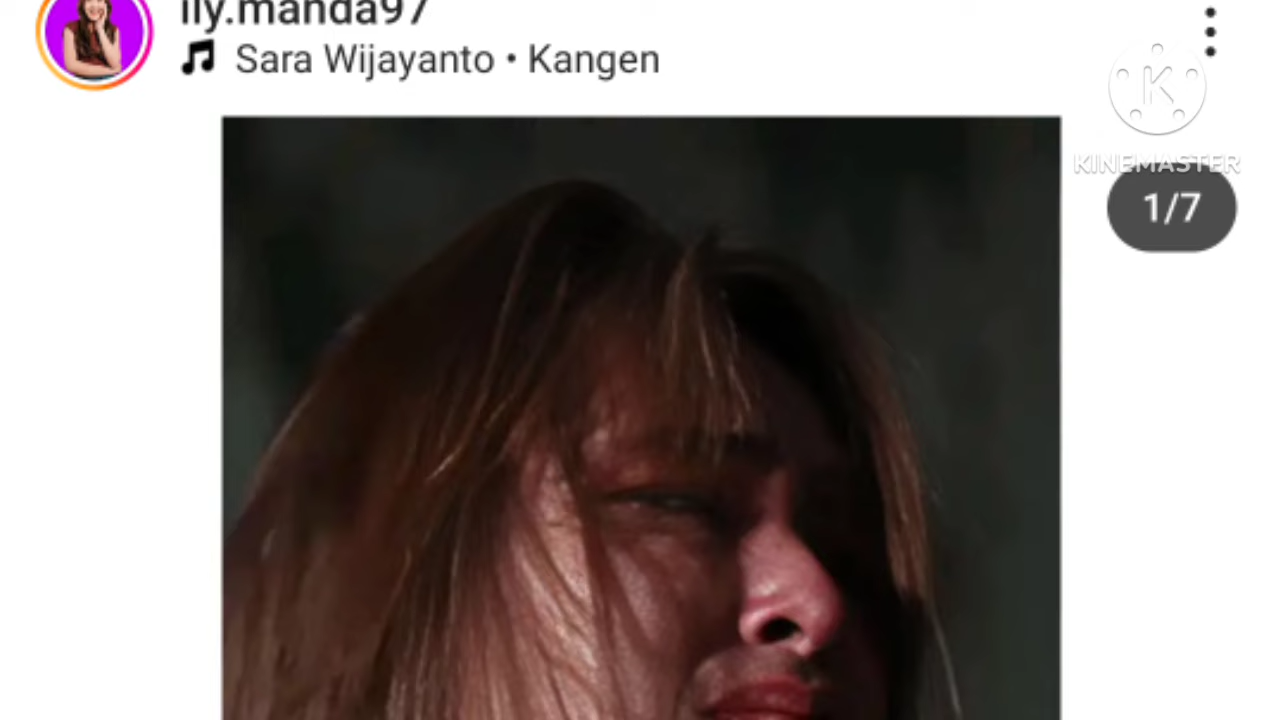 ily.manda97
Sara Wijayanto • Kangen
K
KINEMASTER
1/7